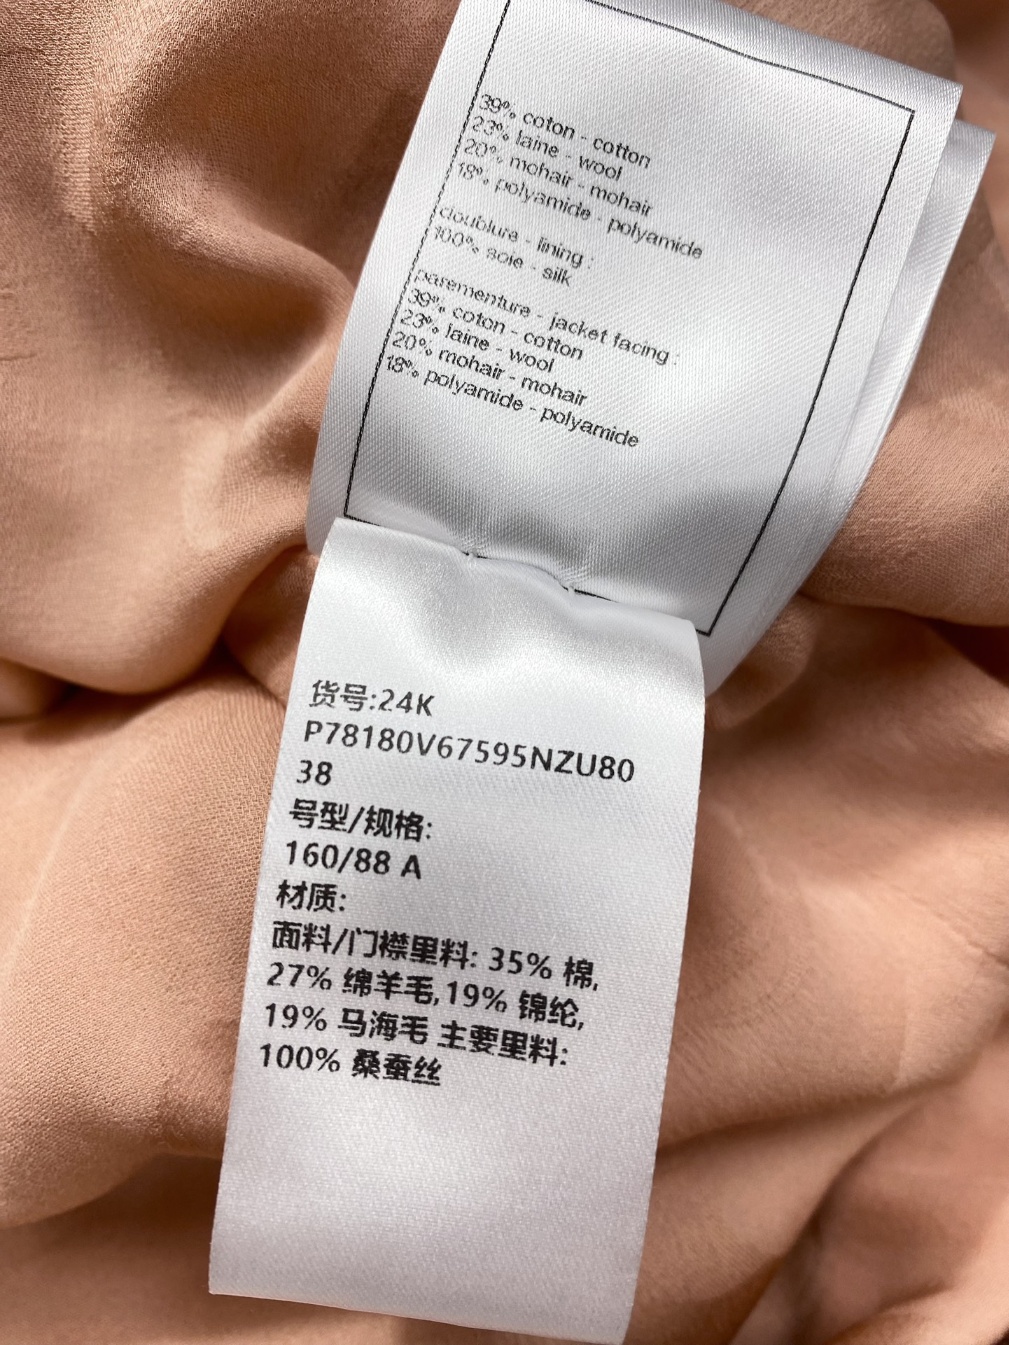 39% coton - cotton
23% laine - wool
20% mohair - mohair
18% polyamide - polyamide
doublure - lining :
100% soie - silk
parementure - jacket facing :
39% coton - cotton
23% laine - wool
20% mohair - mohair
18% polyamide - polyamide
货号:24K
P78180V67595NZU80
38
号型/规格:
160/88 A
材质:
面料/门襟里料: 35% 棉,
27% 绵羊毛,19% 锦纶,
19% 马海毛 主要里料:
100% 桑蚕丝